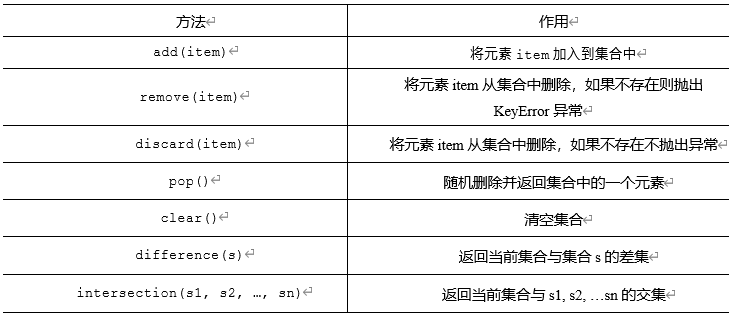 方法 作用
add(item) 将元素 item 加入到集合中
remove(item) 将元素 item 从集合中删除，如果不存在则抛出
KeyError 异常
discard(item) 将元素 item 从集合中删除，如果不存在不抛出异常
pop() 随机删除并返回集合中的一个元素
clear() 清空集合
difference(s) 返回当前集合与集合 s 的差集
intersection(s1, s2, …, sn) 返回当前集合与 s1, s2, …sn 的交集